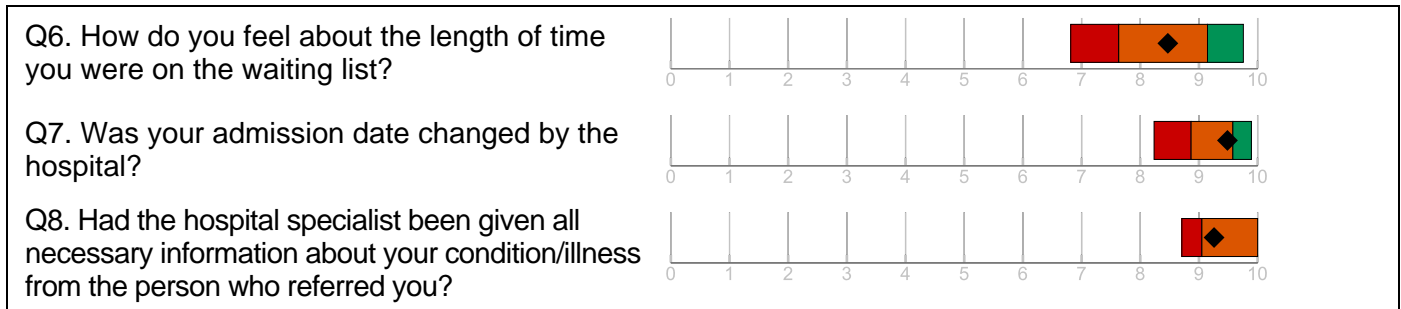 Q6. How do you feel about the length of time
you were on the waiting list?
0 1 2 3 4 5 6 7 8 9 10
Q7. Was your admission date changed by the
hospital?
0 1 2 3 4 5 6 7 8 9 10
Q8. Had the hospital specialist been given all
necessary information about your condition/illness
from the person who referred you?
0 1 2 3 4 5 6 7 8 9 10